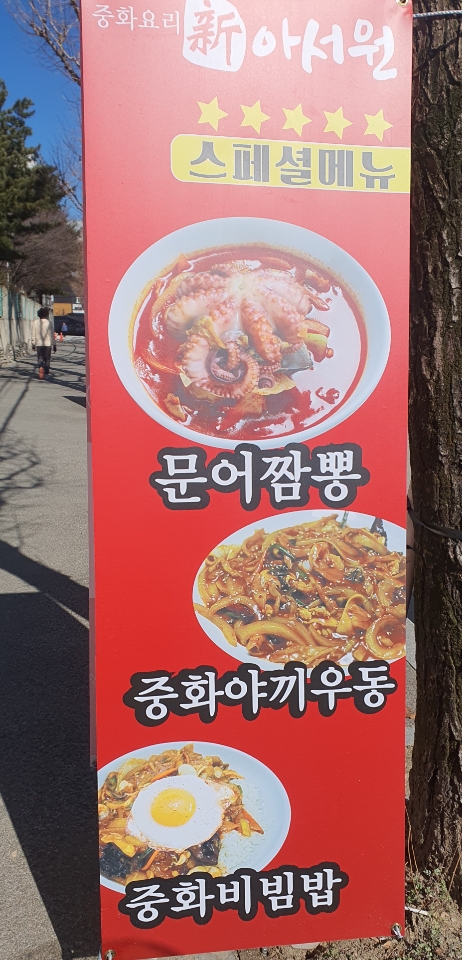 중화요리 新 아서원
스페셜메뉴
문어짬뽕
중화야끼우동
중화비빔밥